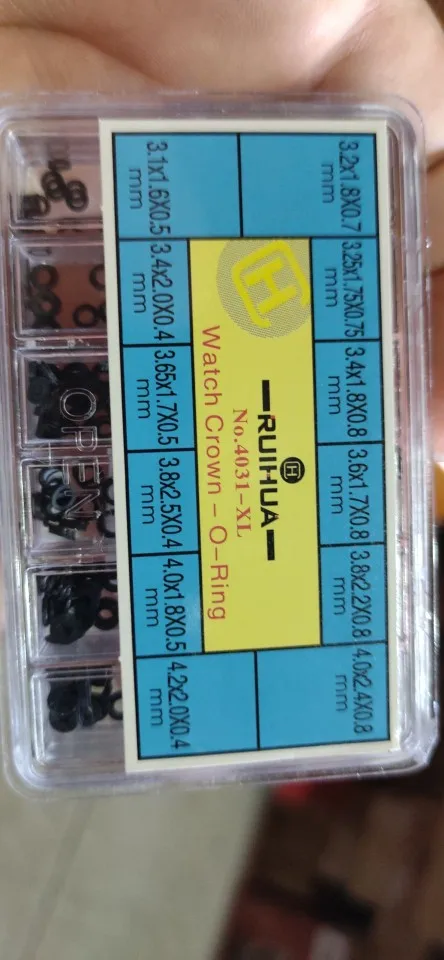 3.2x1.8X0.7
mm
3.25x1.75X0.75
mm
3.4x1.8X0.8
mm
3.6x1.7X0.8
mm
3.8x2.2X0.8
mm
4.0x2.4X0.8
mm
H
RUIHUA
No.4031-XL
Watch Crown - O-Ring
3.1x1.6X0.5
mm
3.4x2.0X0.4
mm
3.65x1.7X0.5
mm
3.8x2.5X0.4
mm
4.0x1.8X0.5
mm
4.2x2.0X0.4
mm
OPEN